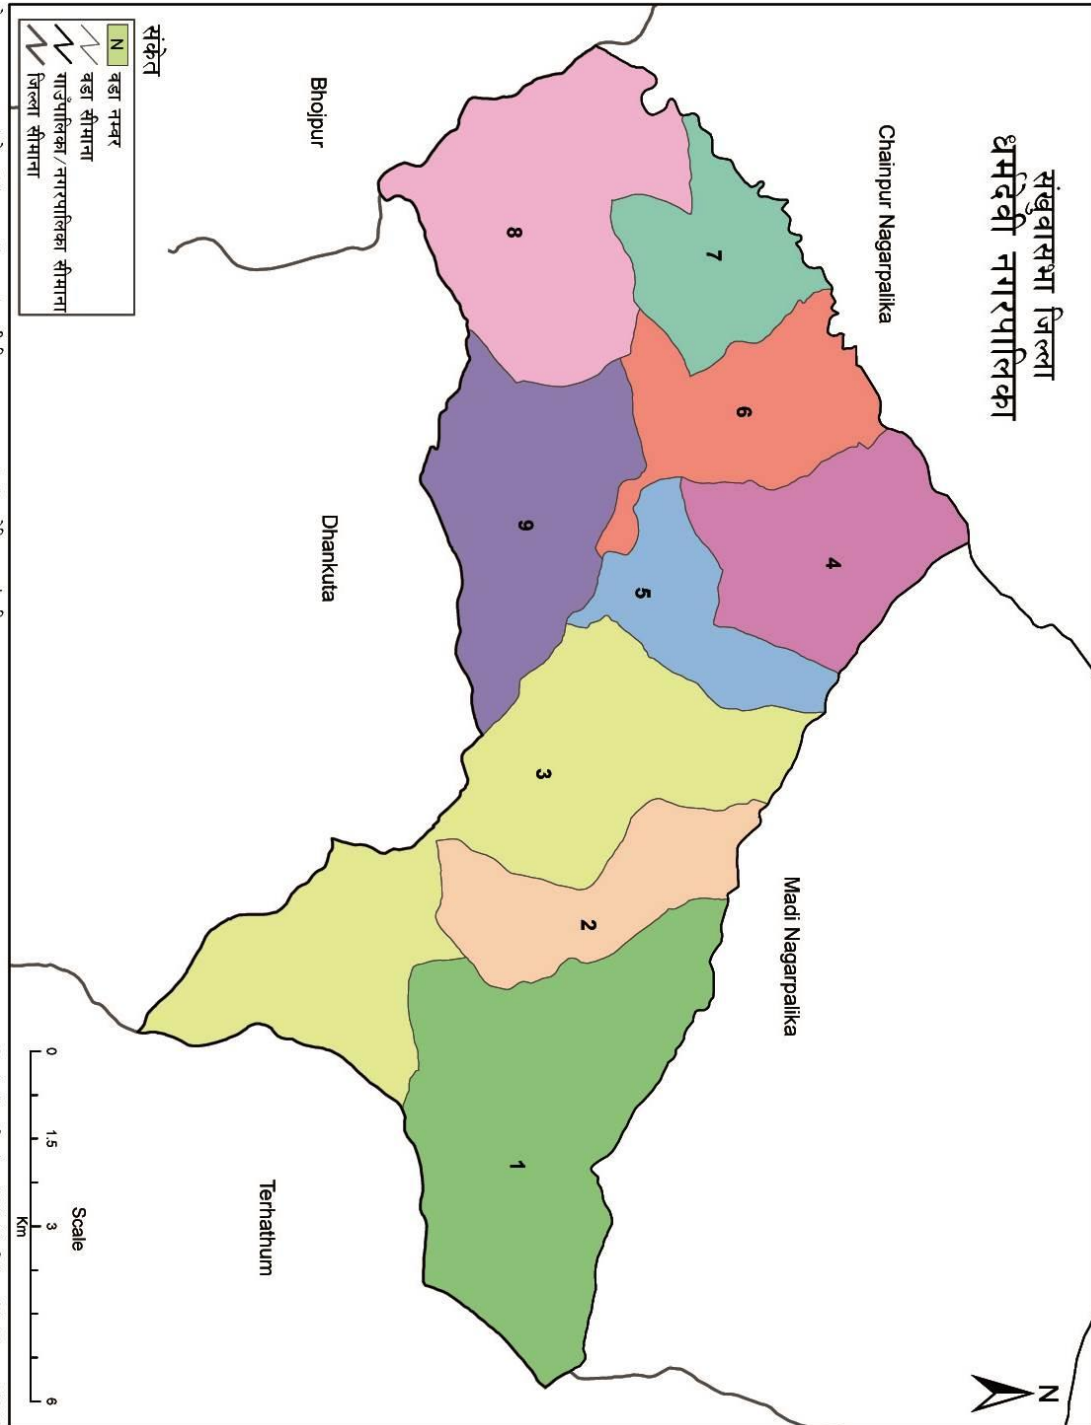 संखुवासभा जिल्ला
धर्मदेवी नगरपालिका
N
Chainpur Nagarpalika
Madi Nagarpalika
7
6
4
8
5
9
3
2
1
Bhojpur
Dhankuta
Terhathum
संकेत
N वडा नम्बर
वडा सीमाना
गाउँपालिका/नगरपालिका सीमाना
जिल्ला सीमाना
Scale
0 1.5 3 6
Km